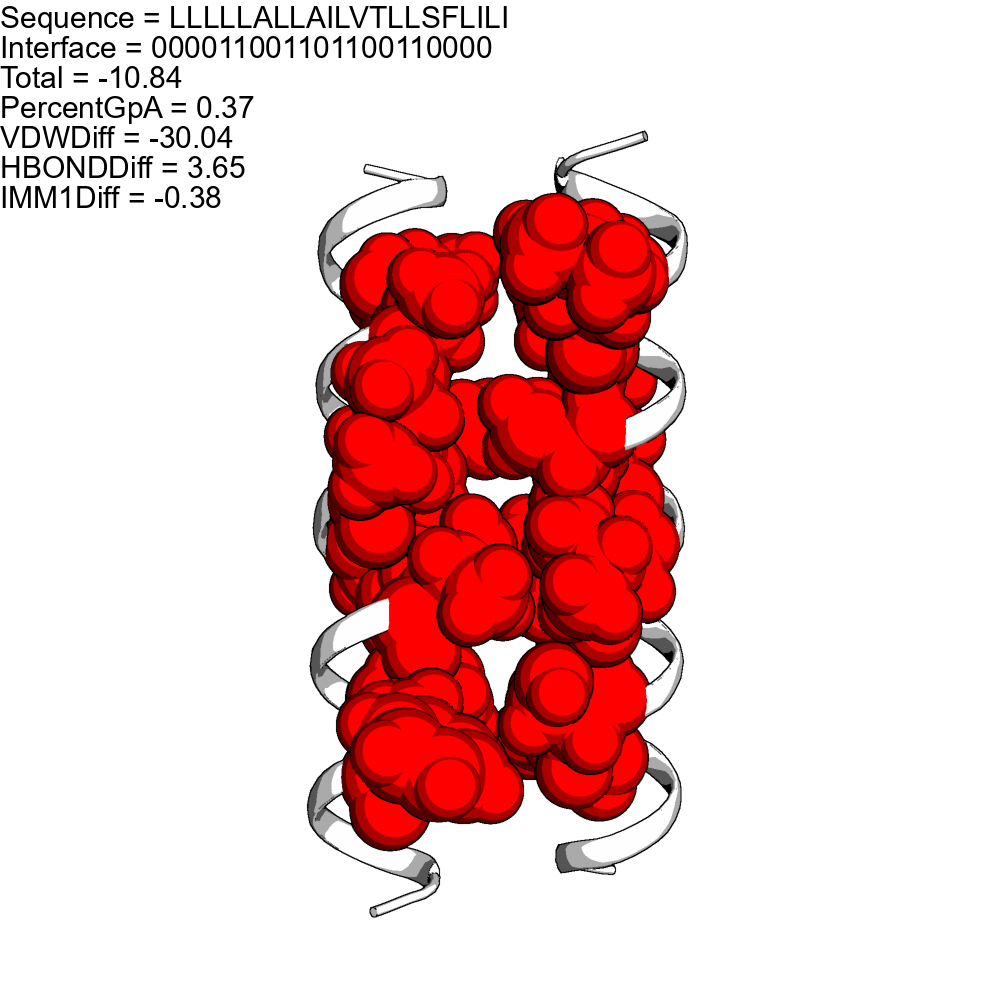 Sequence = LLLLLALLAILVTLLSFLILI
Interface = 000011001101100110000
Total = -10.84
PercentGpA = 0.37
VDWDiff = -30.04
HBONDDiff = 3.65
IMM1Diff = -0.38